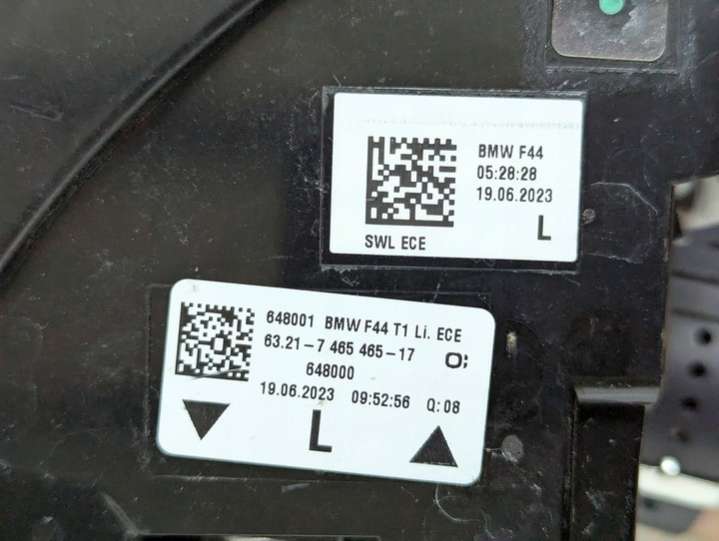 BMW F44
05:28:28
19.06.2023
L
SWL ECE
648001 BMW F44 T1 Li. ECE
63.21-7 465 465-17 O;
648000
19.06.2023 09:52:56 Q:08
L